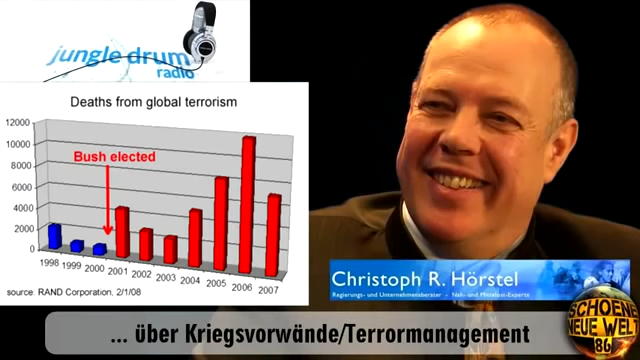 jungle drum
radio
Deaths from global terrorism
12000
10000
8000
6000
4000
2000
0
Bush elected
1998
1999
2000
2001
2002
2003
2004
2005
2006
2007
source: RAND Corporation, 2/1/08
Christoph R. Hörstel
Regierungs- und Unternehmensberater - Nah- und Mittelost-Experte
SCHOENE
NEUE WELT
86
... über Kriegsvorwände/Terrormanagement